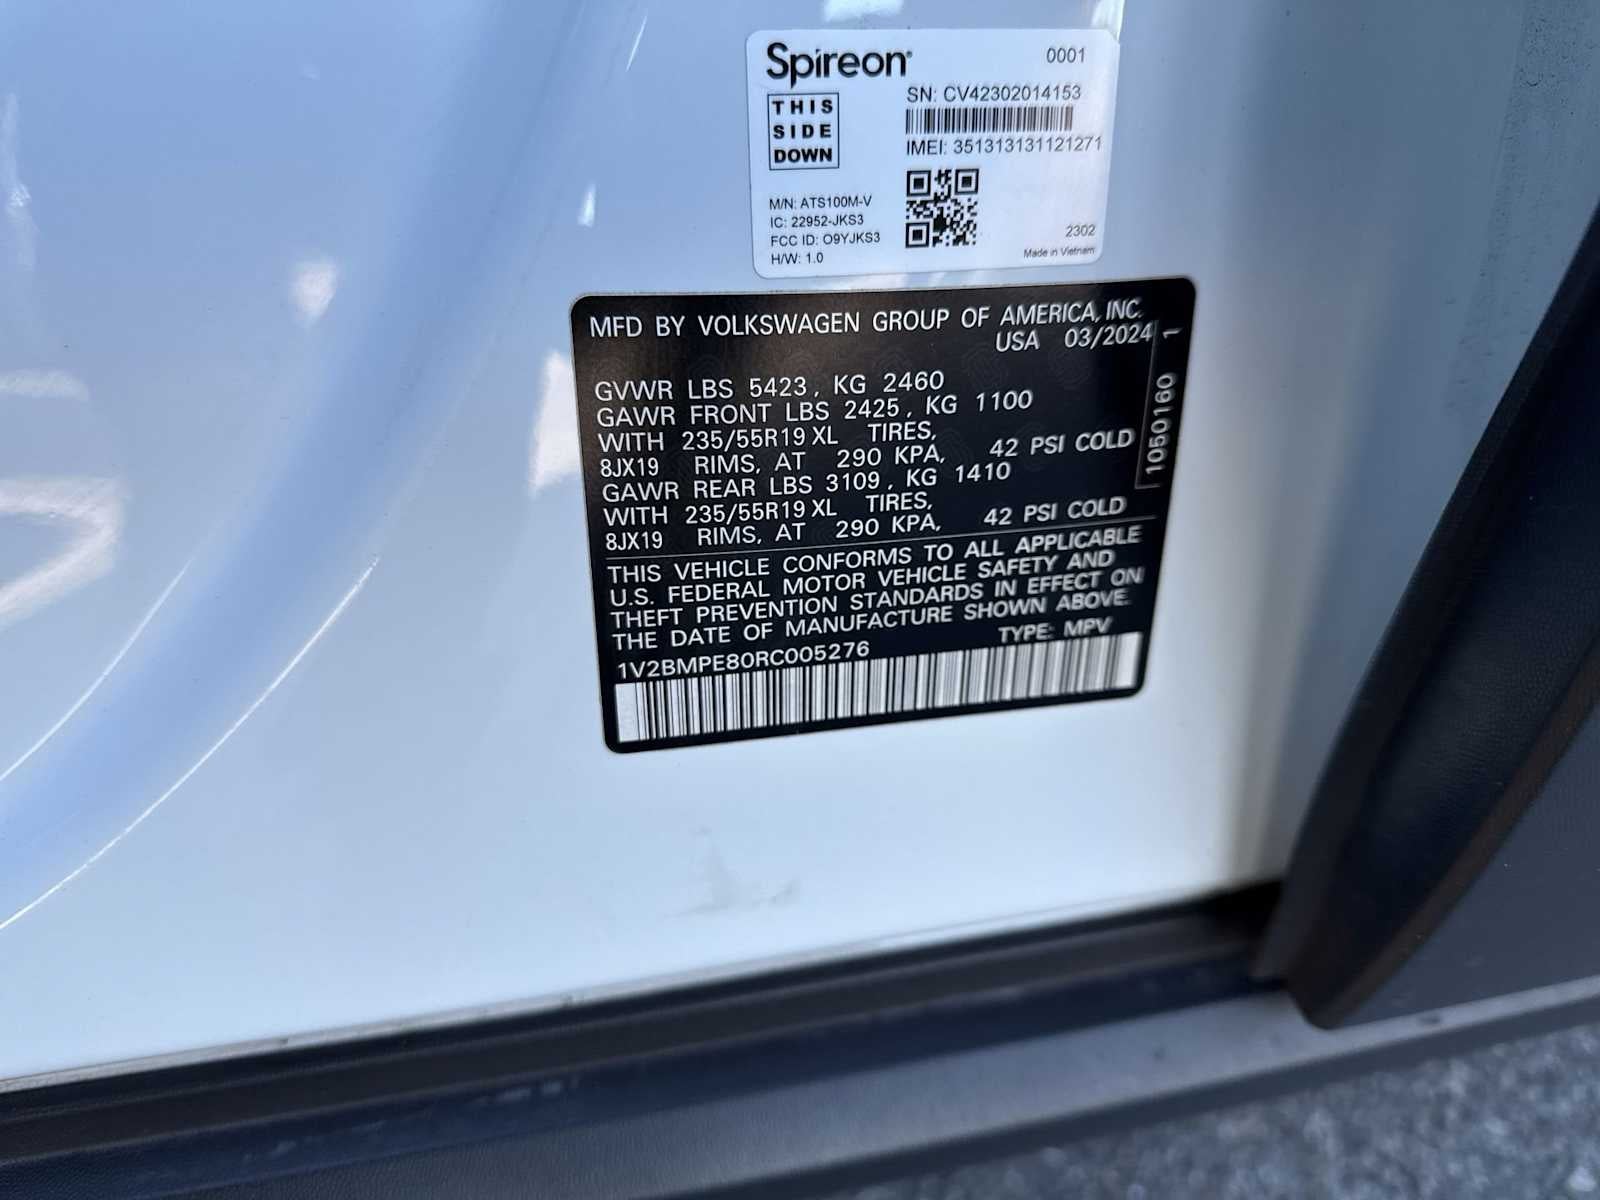 Spireon® 0001
THIS
SIDE
DOWN
SN: CV42302014153
IMEI: 351313131121271
M/N: ATS100M-V
IC: 22952-JKS3
FCC ID: O9YJKS3
H/W: 1.0
2302
Made in Vietnam
MFD BY VOLKSWAGEN GROUP OF AMERICA, INC.
USA 03/2024
GVWR LBS 5423, KG 2460
GAWR FRONT LBS 2425, KG 1100
WITH 235/55R19 XL TIRES,
8JX19 RIMS, AT 290 KPA, 42 PSI COLD
GAWR REAR LBS 3109, KG 1410
WITH 235/55R19 XL TIRES,
8JX19 RIMS, AT 290 KPA, 42 PSI COLD
1050160 1
THIS VEHICLE CONFORMS TO ALL APPLICABLE
U.S. FEDERAL MOTOR VEHICLE SAFETY AND
THEFT PREVENTION STANDARDS IN EFFECT ON
THE DATE OF MANUFACTURE SHOWN ABOVE.
1V2BMPE80RC005276 TYPE: MPV